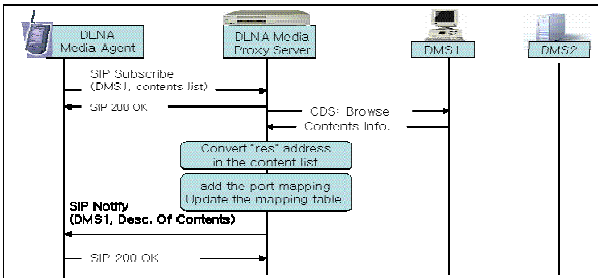 DLNA
Media Agent
DLNA Media
Proxy Server
DMS1
DMS2
SIP Subscribe
(DMS1, contents list)
SIP 200 OK
CDS: Browse
Contents Info.
Convert "res" address
in the content list
add the port mapping
Update the mapping table
SIP Notify
(DMS1, Desc. Of Contents)
SIP 200 OK